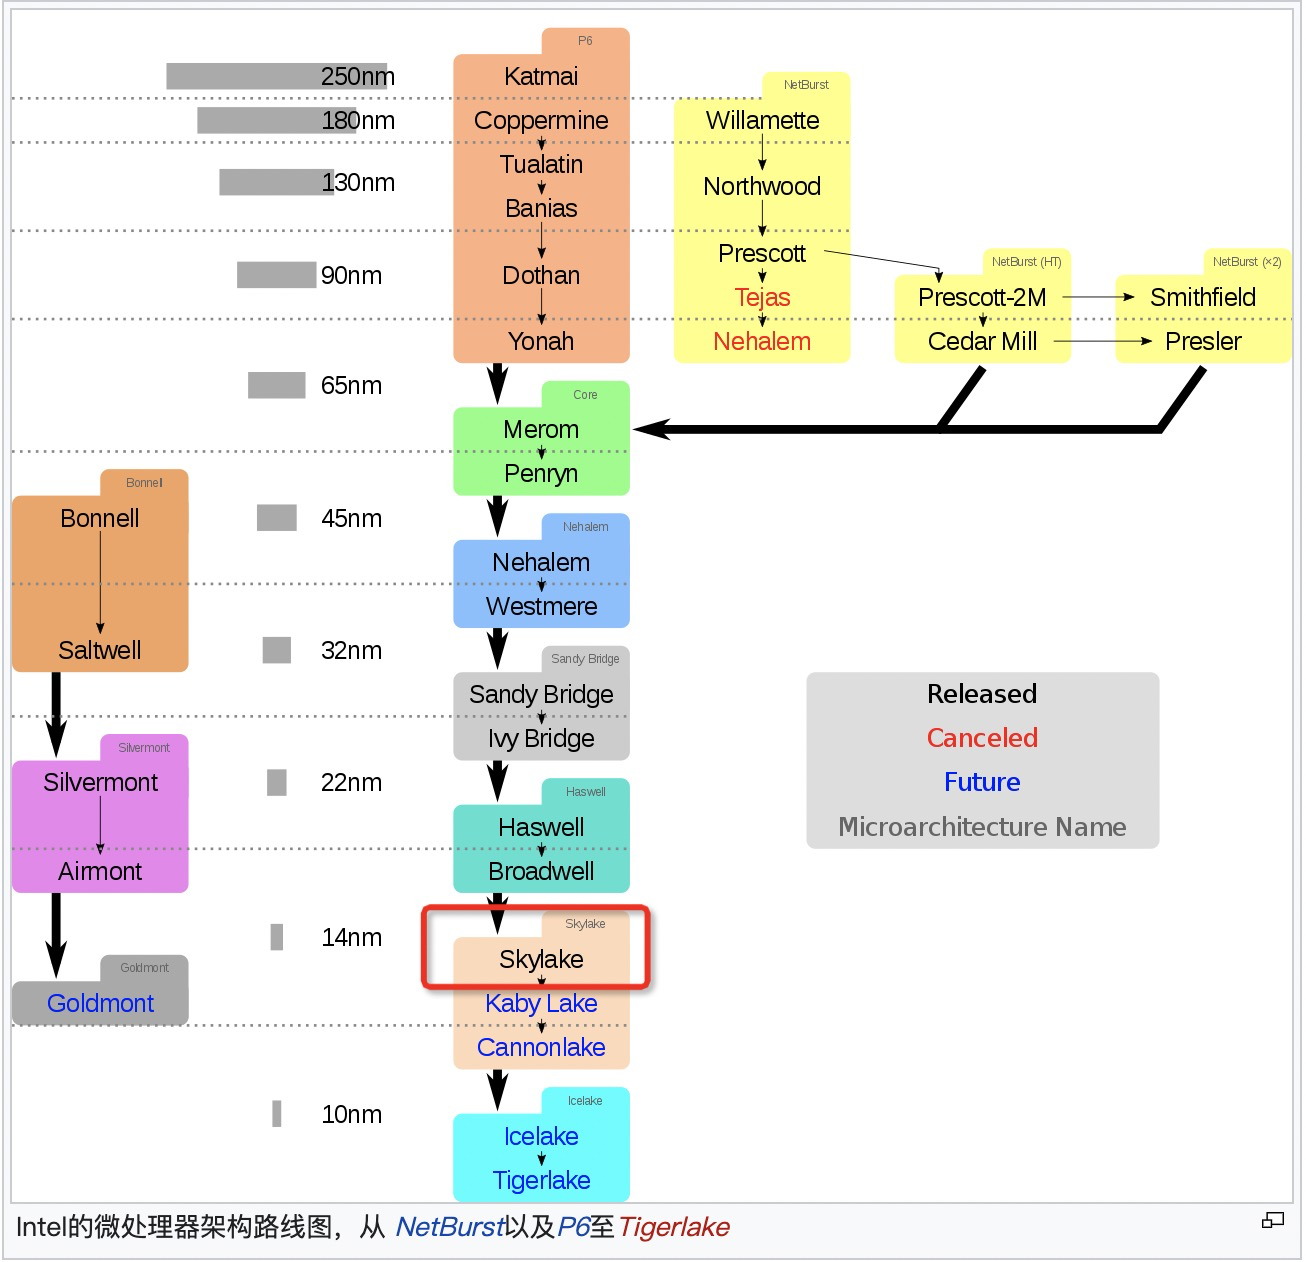 P6
250nm
Katmai
NetBurst
180nm
Coppermine
Willamette
130nm
Tualatin
Northwood
Banias
Prescott
NetBurst (HT)
NetBurst (×2)
90nm
Dothan
Tejas
Prescott-2M
Smithfield
Yonah
Nehalem
Cedar Mill
Presler
65nm
Core
Merom
Penryn
Bonnell
Bonnell
45nm
Nehalem
Nehalem
Westmere
Saltwell
32nm
Sandy Bridge
Sandy Bridge
Ivy Bridge
Released
Canceled
Future
Microarchitecture Name
Silvermont
Silvermont
22nm
Haswell
Haswell
Airmont
Broadwell
14nm
Skylake
Skylake
Goldmont
Goldmont
Kaby Lake
Cannonlake
10nm
Icelake
Icelake
Tigerlake
Intel的微处理器架构路线图，从 NetBurst以及P6至Tigerlake